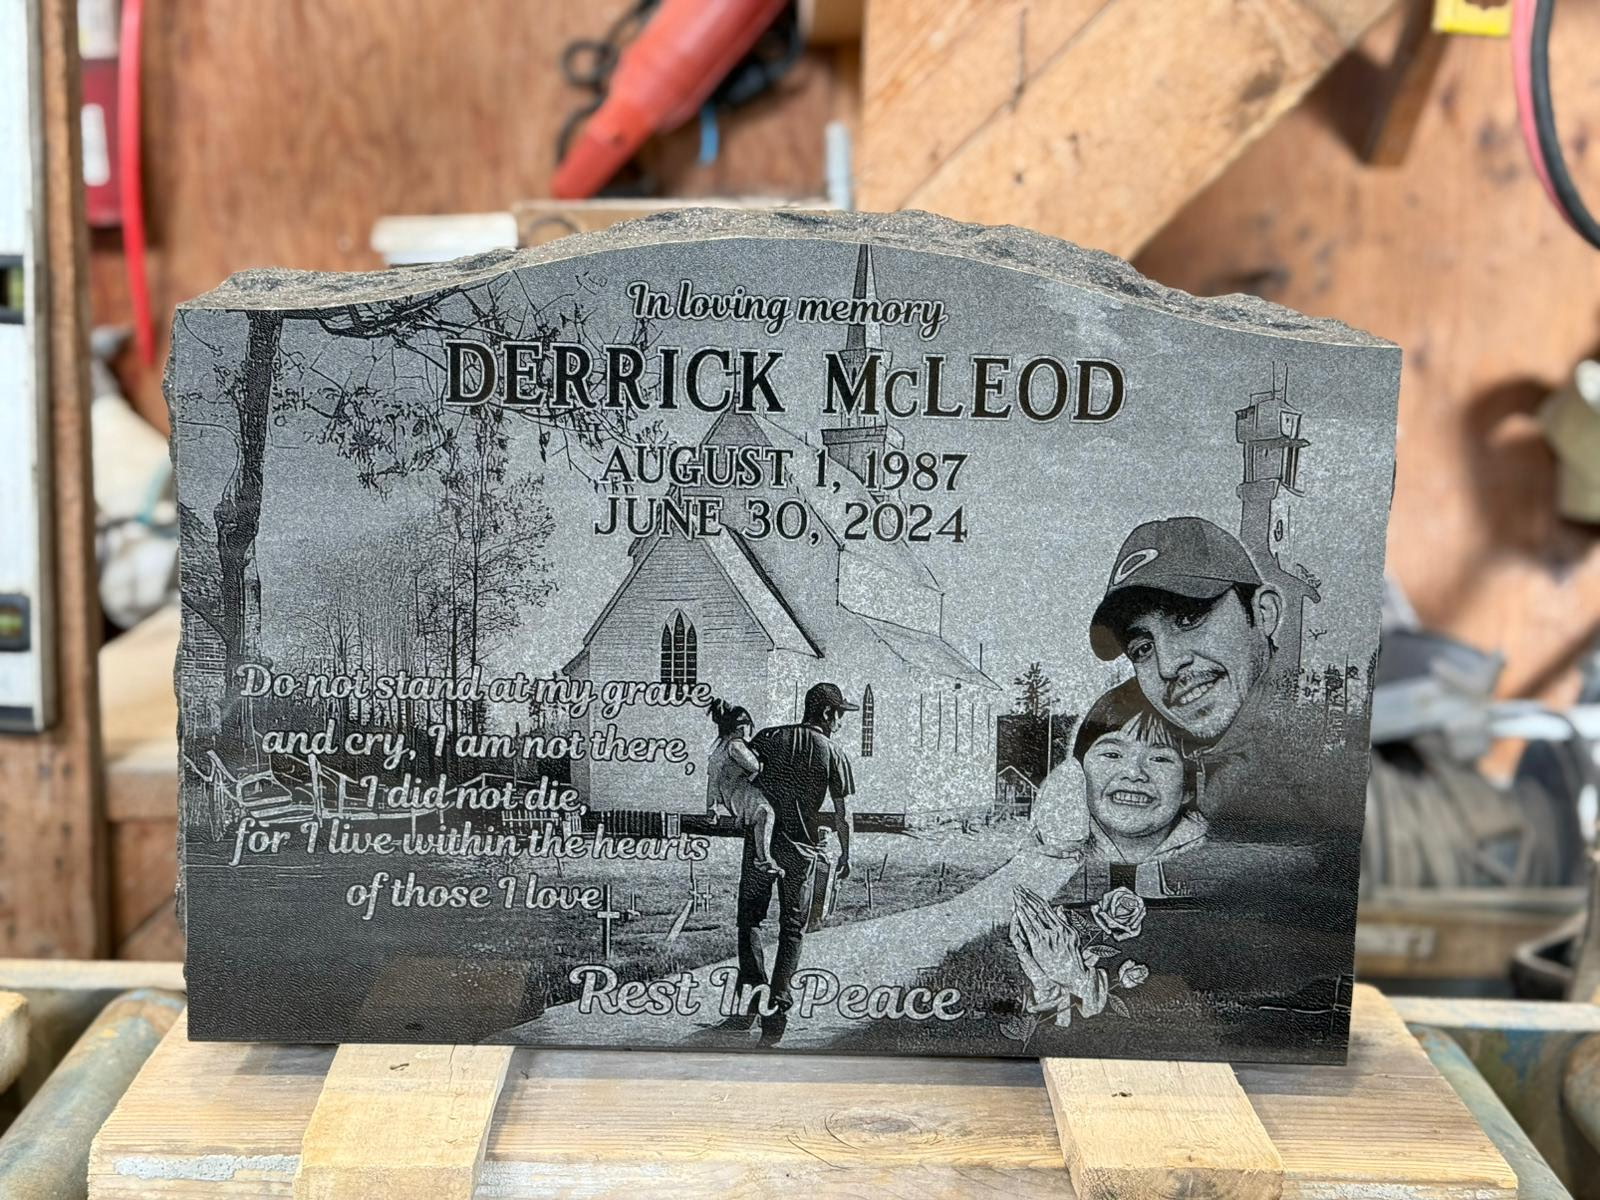 In loving memory
DERRICK McLEOD
AUGUST 1, 1987
JUNE 30, 2024
Do not stand at my grave
and cry, I am not there,
I did not die,
for I live within the hearts
of those I love
Rest In Peace